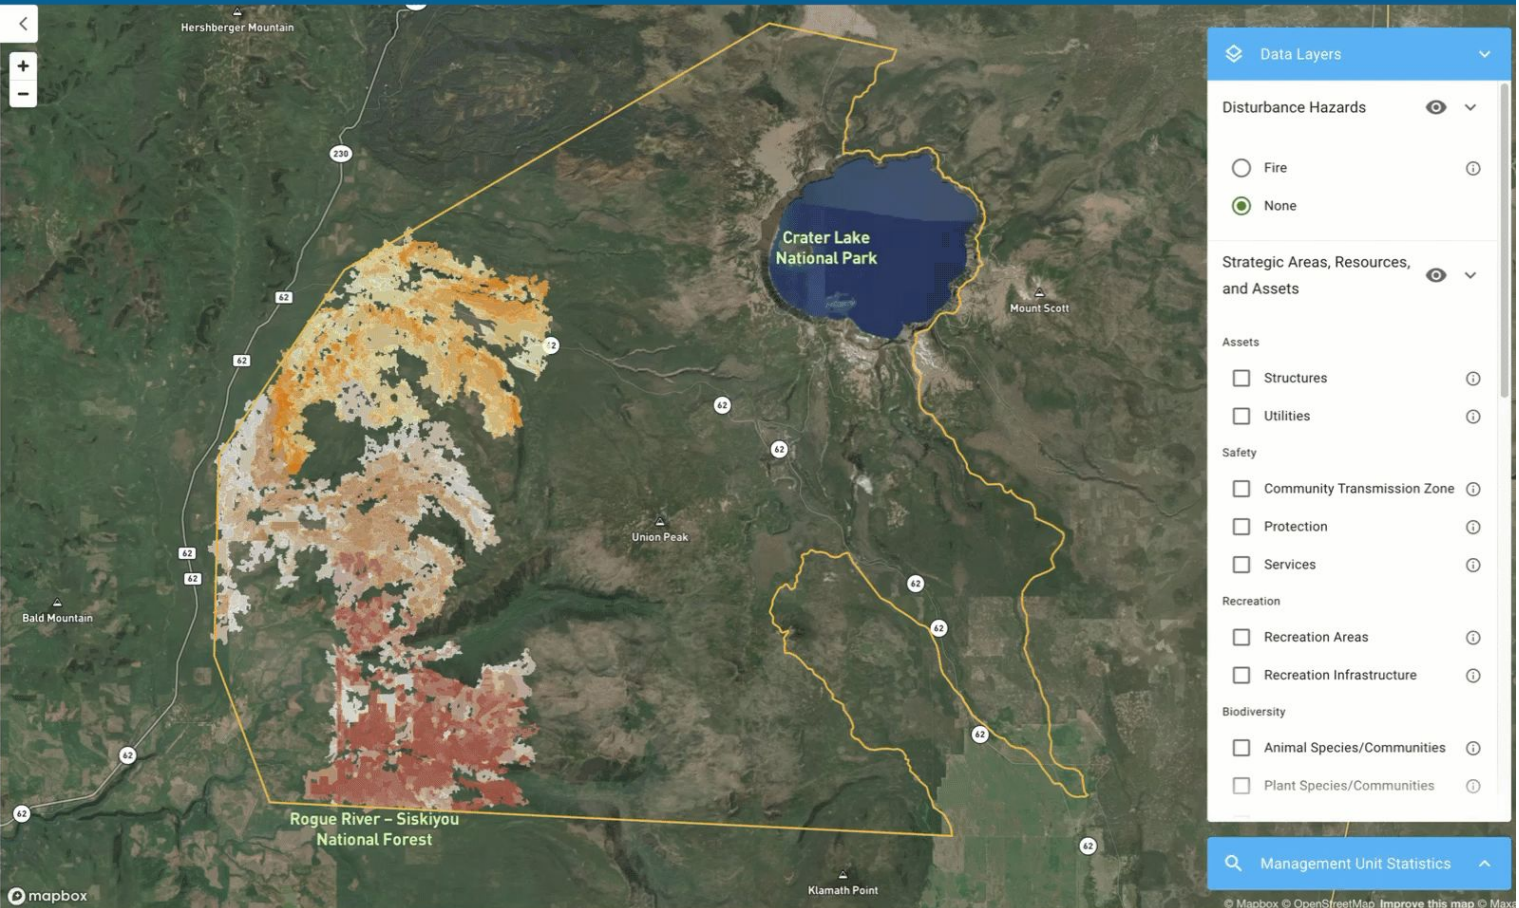 Hershberger Mountain
+
−
230
62
62
62
62
62
62
62
62
62
62
62
62
Crater Lake
National Park
Mount Scott
Union Peak
Bald Mountain
Rogue River – Siskiyou
National Forest
Klamath Point
mapbox
Data Layers
Disturbance Hazards
Fire
None
Strategic Areas, Resources,
and Assets
Assets
Structures
Utilities
Safety
Community Transmission Zone
Protection
Services
Recreation
Recreation Areas
Recreation Infrastructure
Biodiversity
Animal Species/Communities
Plant Species/Communities
Management Unit Statistics
© Mapbox © OpenStreetMap Improve this map © Maxa